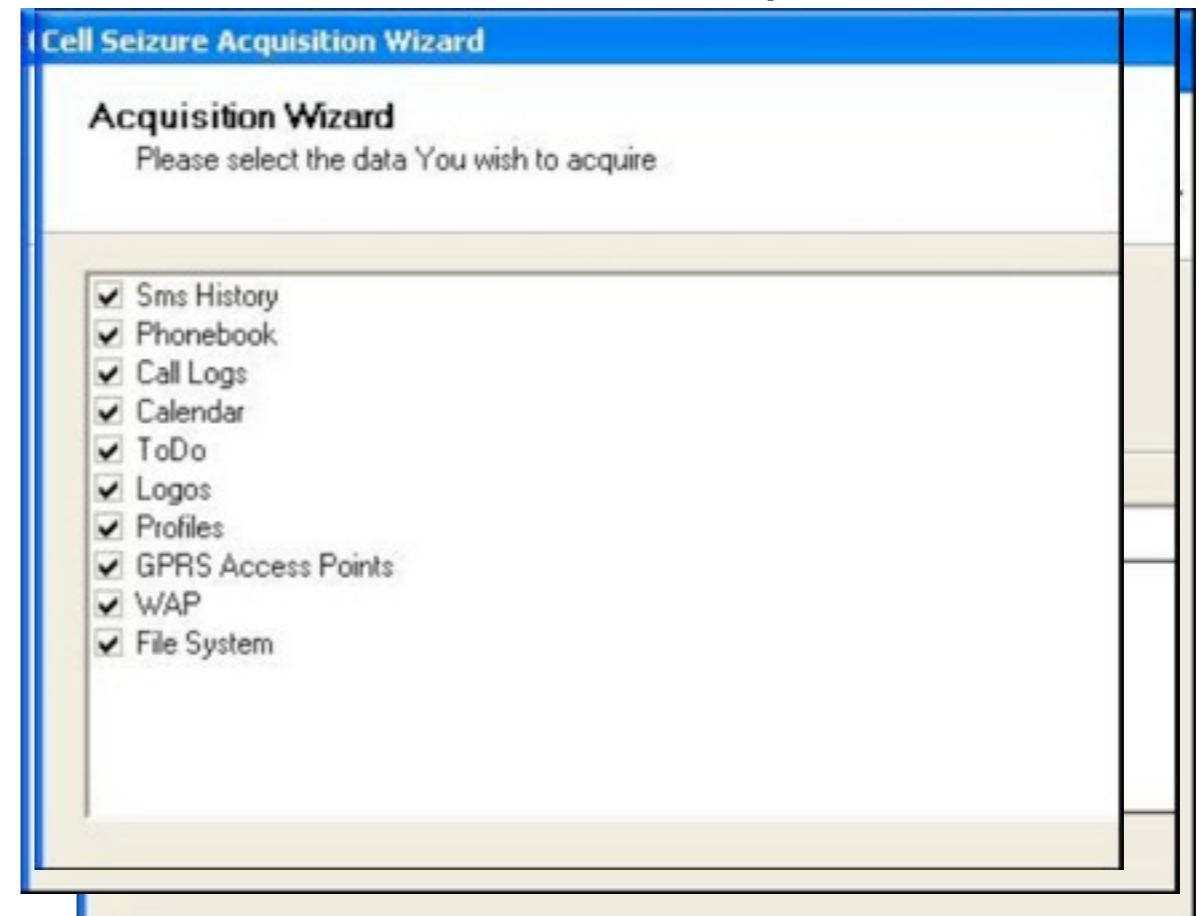 Cell Seizure Acquisition Wizard
Acquisition Wizard
Please select the data You wish to acquire
Sms History
Phonebook
Call Logs
Calendar
ToDo
Logos
Profiles
GPRS Access Points
WAP
File System